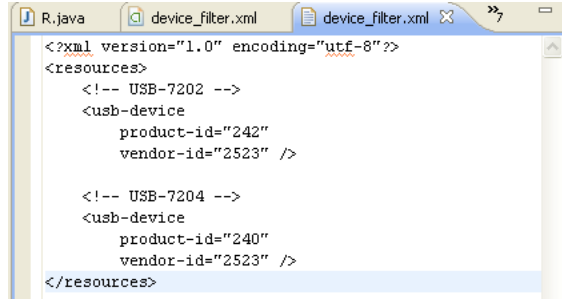 R.java device_filter.xml device_filter.xml »7
<?xml version="1.0" encoding="utf-8"?>
<resources>
    <!-- USB-7202 -->
    <usb-device
        product-id="242"
        vendor-id="2523" />

    <!-- USB-7204 -->
    <usb-device
        product-id="240"
        vendor-id="2523" />
</resources>